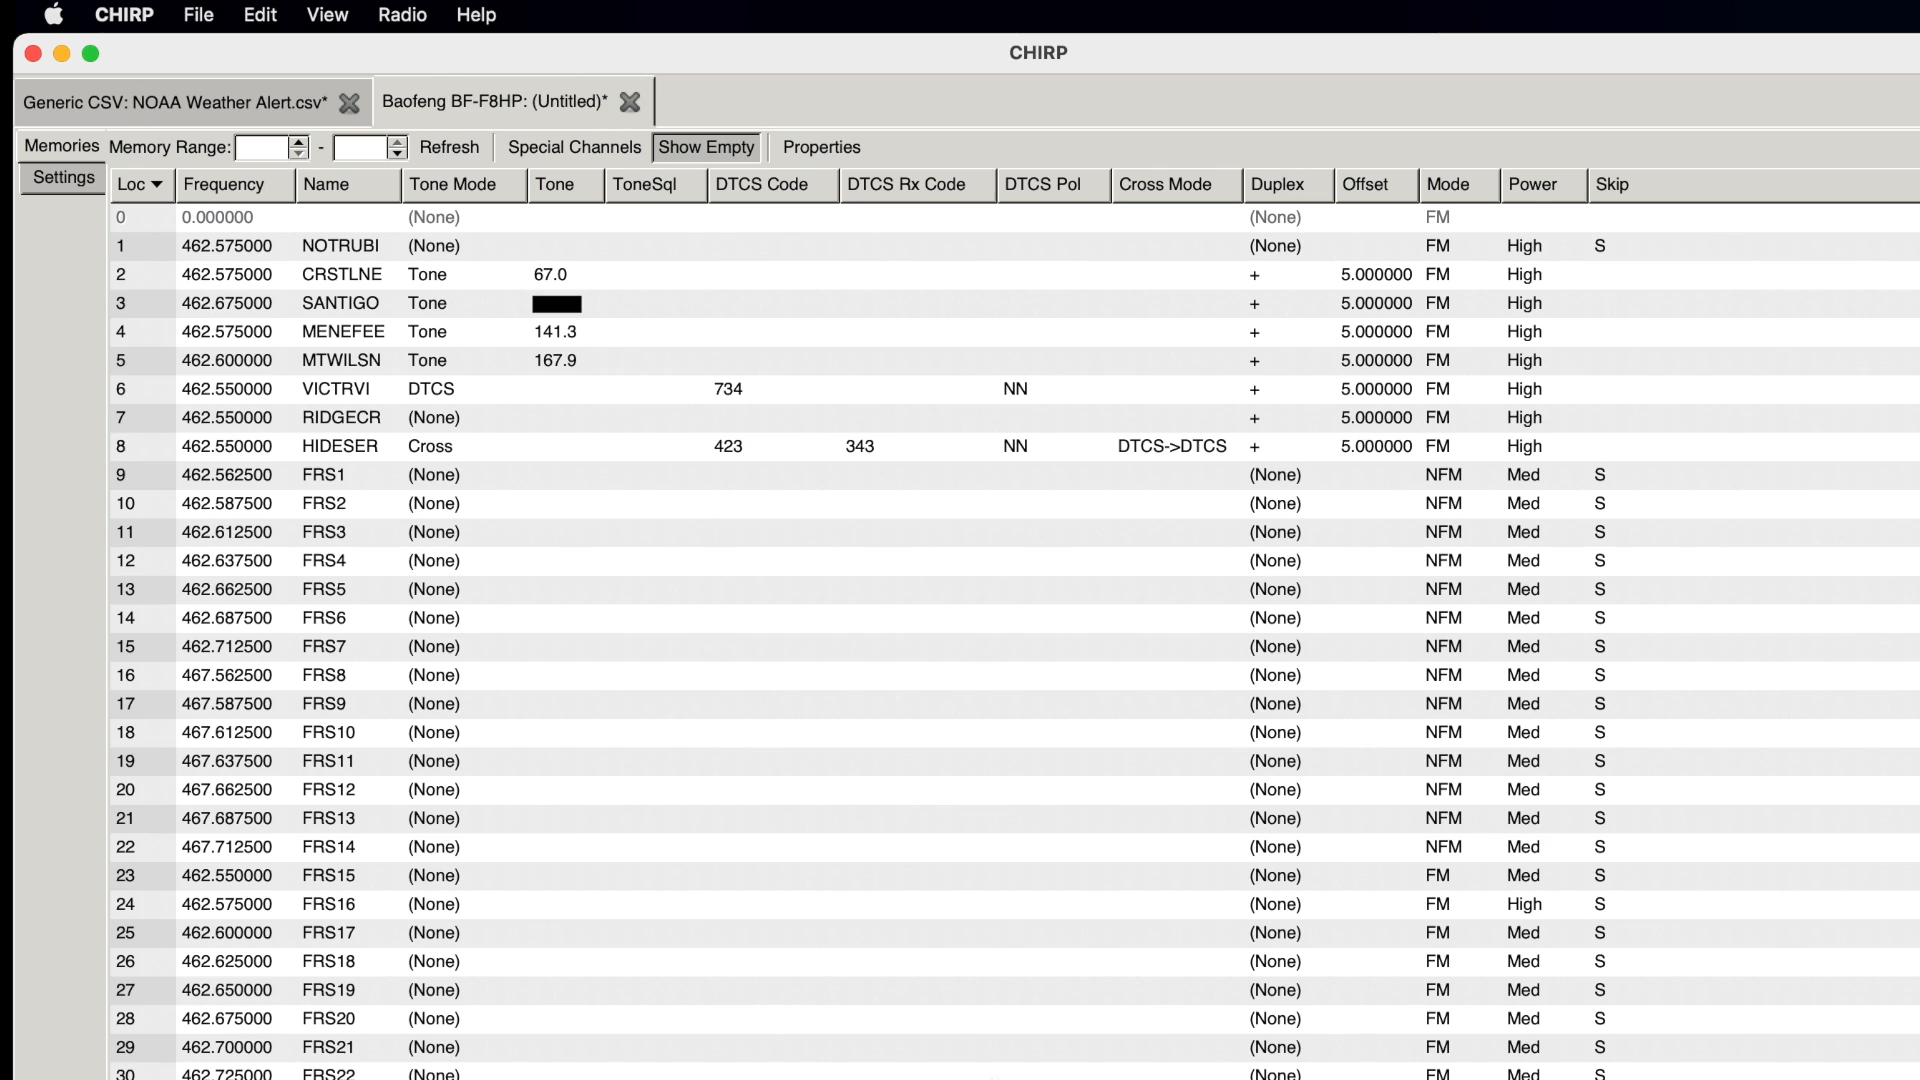 CHIRP File Edit View Radio Help
CHIRP
Generic CSV: NOAA Weather Alert.csv* Baofeng BF-F8HP: (Untitled)*
Memories Memory Range: - Refresh Special Channels Show Empty Properties
Settings
Loc Frequency Name Tone Mode Tone ToneSql DTCS Code DTCS Rx Code DTCS Pol Cross Mode Duplex Offset Mode Power Skip
0 0.000000 (None) (None) FM
1 462.575000 NOTRUBI (None) (None) FM High S
2 462.575000 CRSTLNE Tone 67.0 + 5.000000 FM High
3 462.675000 SANTIGO Tone + 5.000000 FM High
4 462.575000 MENEFEE Tone 141.3 + 5.000000 FM High
5 462.600000 MTWILSN Tone 167.9 + 5.000000 FM High
6 462.550000 VICTRVI DTCS 734 NN + 5.000000 FM High
7 462.550000 RIDGECR (None) + 5.000000 FM High
8 462.550000 HIDESER Cross 423 343 NN DTCS->DTCS + 5.000000 FM High
9 462.562500 FRS1 (None) (None) NFM Med S
10 462.587500 FRS2 (None) (None) NFM Med S
11 462.612500 FRS3 (None) (None) NFM Med S
12 462.637500 FRS4 (None) (None) NFM Med S
13 462.662500 FRS5 (None) (None) NFM Med S
14 462.687500 FRS6 (None) (None) NFM Med S
15 462.712500 FRS7 (None) (None) NFM Med S
16 467.562500 FRS8 (None) (None) NFM Med S
17 467.587500 FRS9 (None) (None) NFM Med S
18 467.612500 FRS10 (None) (None) NFM Med S
19 467.637500 FRS11 (None) (None) NFM Med S
20 467.662500 FRS12 (None) (None) NFM Med S
21 467.687500 FRS13 (None) (None) NFM Med S
22 467.712500 FRS14 (None) (None) NFM Med S
23 462.550000 FRS15 (None) (None) FM Med S
24 462.575000 FRS16 (None) (None) FM High S
25 462.600000 FRS17 (None) (None) FM Med S
26 462.625000 FRS18 (None) (None) FM Med S
27 462.650000 FRS19 (None) (None) FM Med S
28 462.675000 FRS20 (None) (None) FM Med S
29 462.700000 FRS21 (None) (None) FM Med S
30 462.725000 FRS22 (None) (None) FM Med S